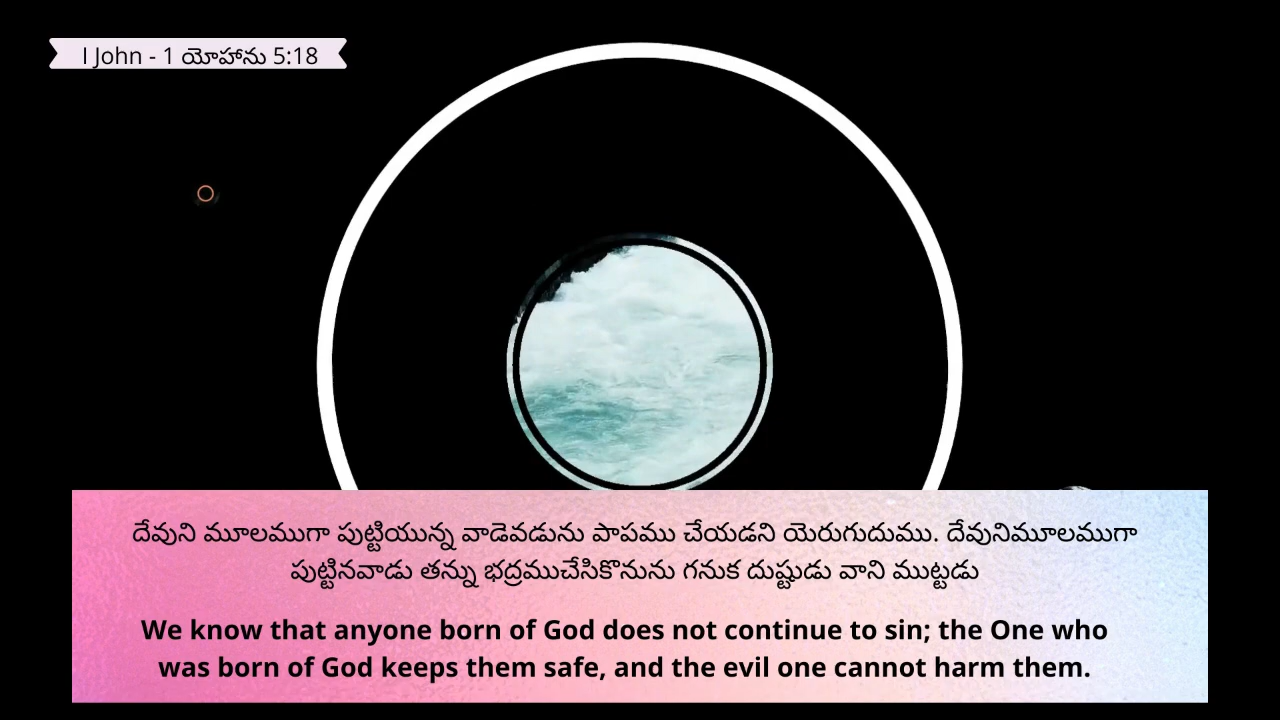 I John - 1 యోహాను 5:18
దేవుని మూలముగా పుట్టియున్న వాడెవడును పాపము చేయడని యెరుగుదుము. దేవునిమూలముగా
పుట్టినవాడు తన్ను భద్రముచేసికొనును గనుక దుష్టుడు వాని ముట్టడు
We know that anyone born of God does not continue to sin; the One who
was born of God keeps them safe, and the evil one cannot harm them.